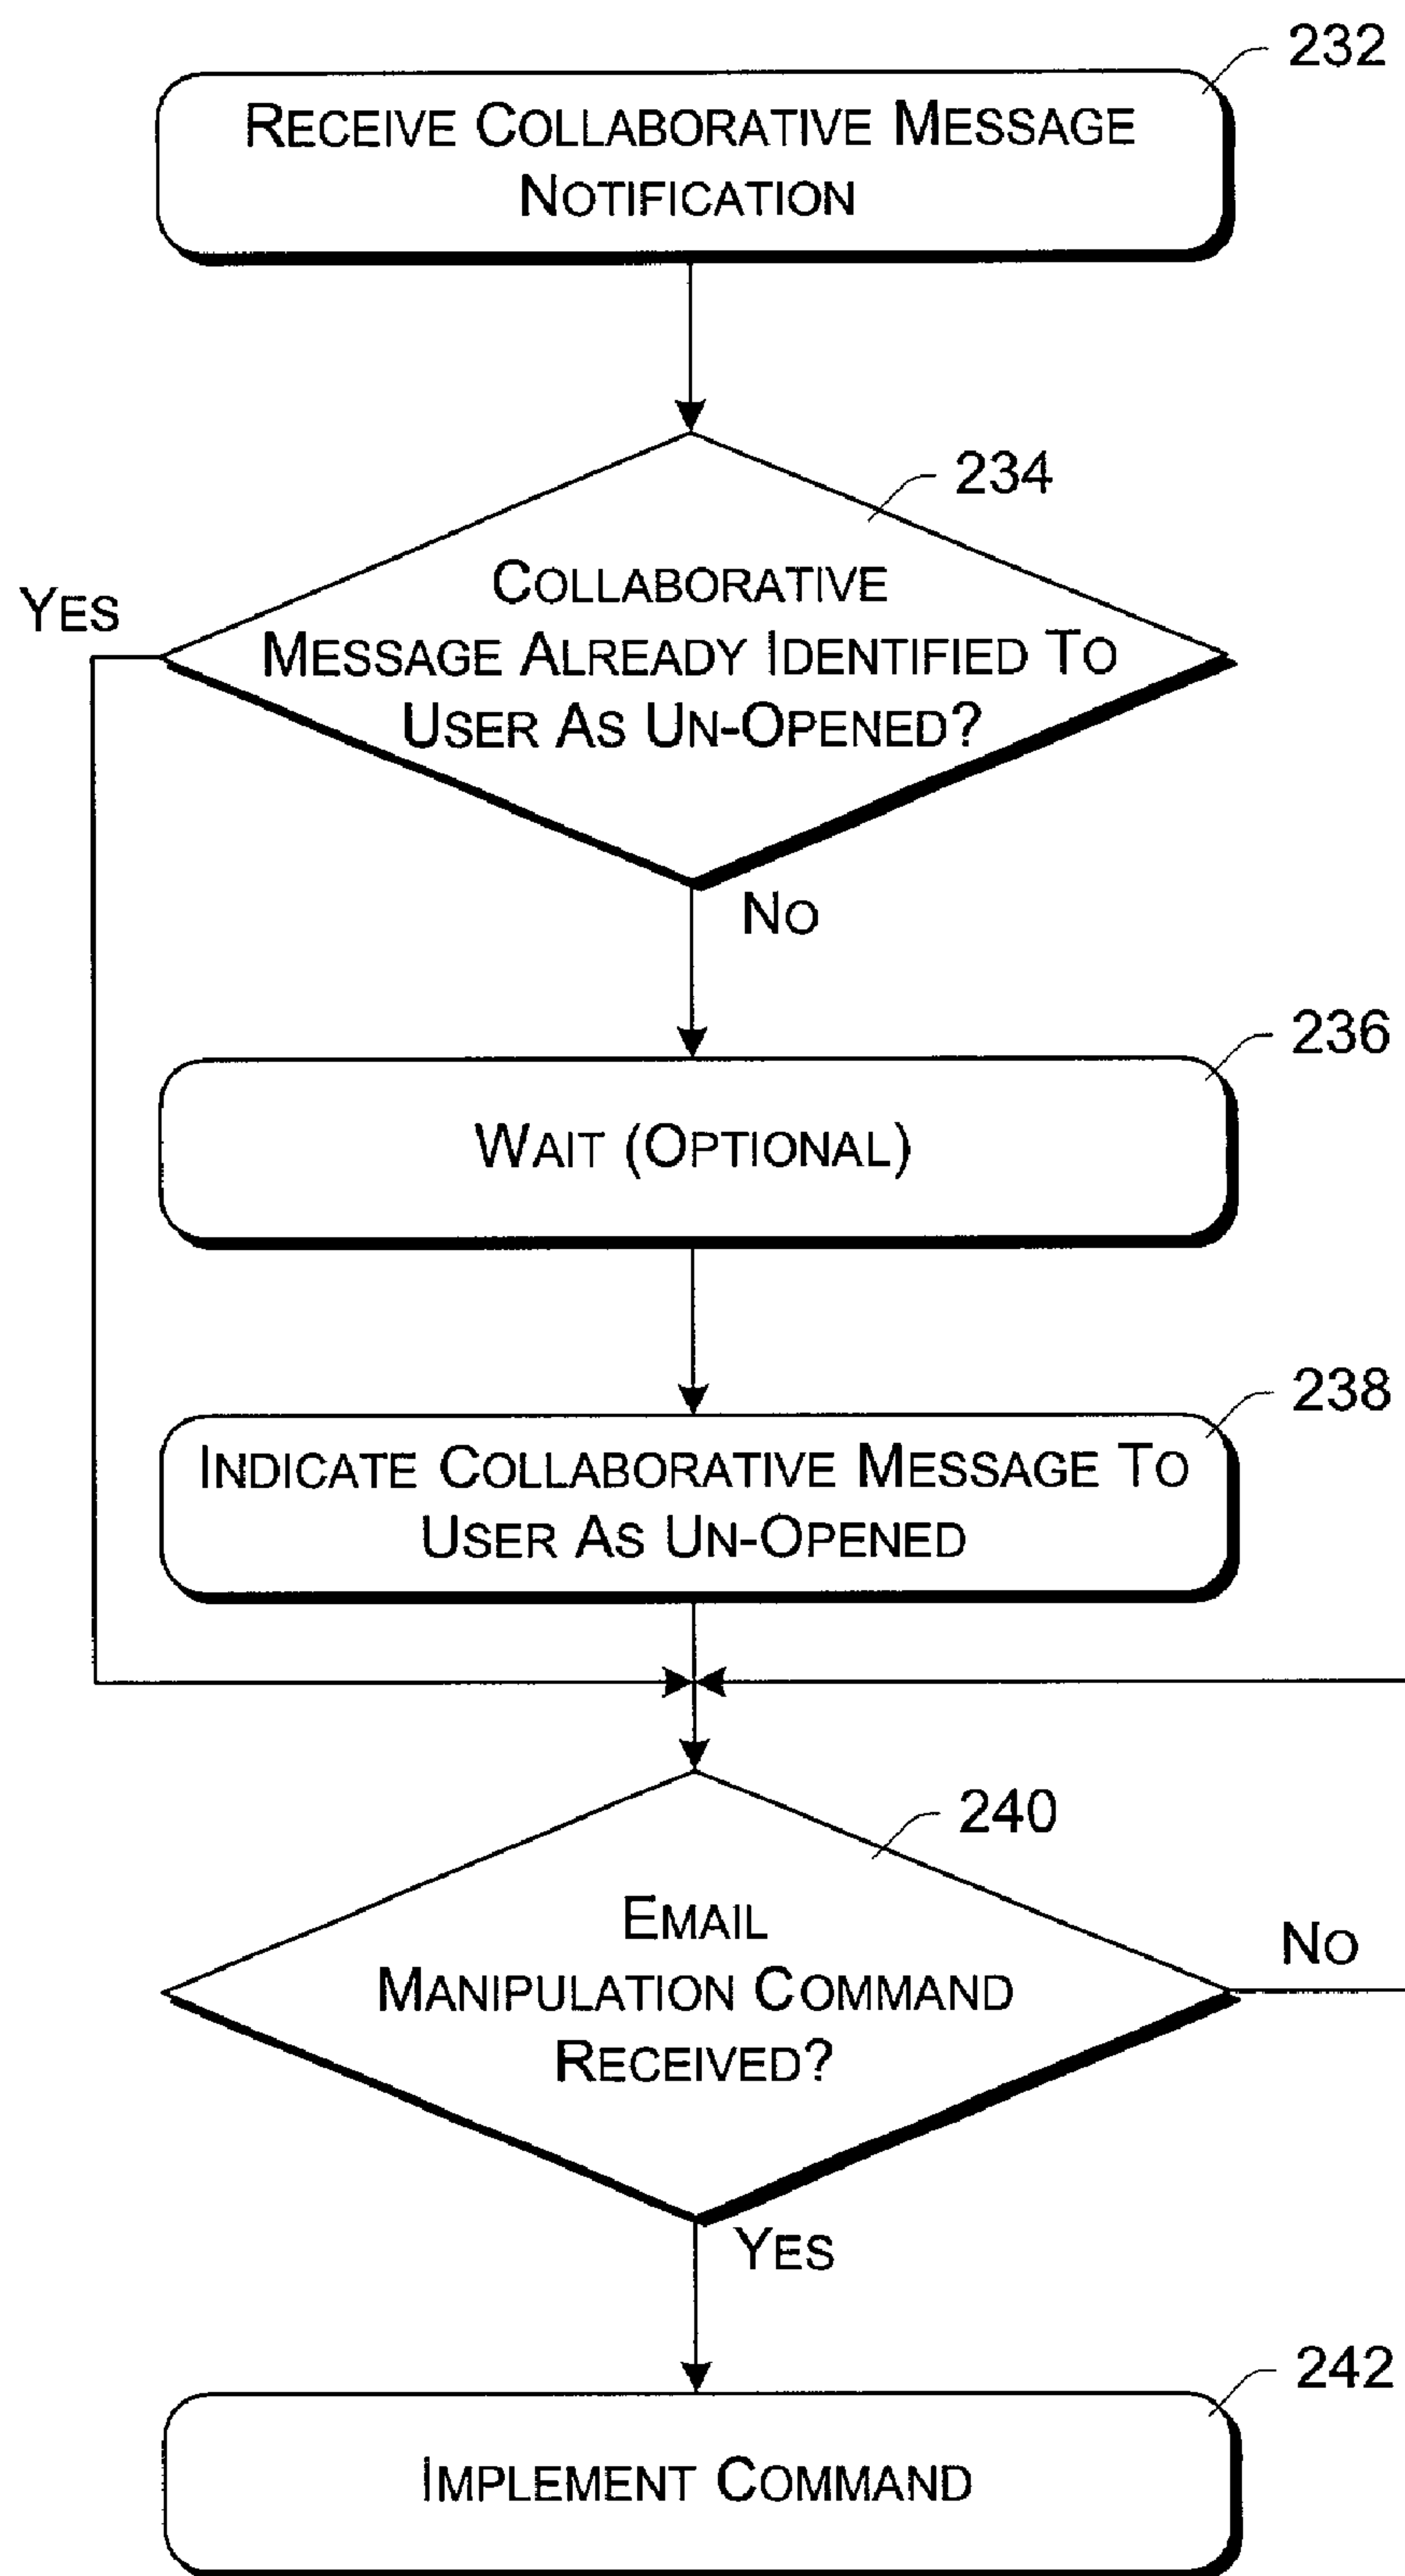 232
RECEIVE COLLABORATIVE MESSAGE
NOTIFICATION
234
COLLABORATIVE
MESSAGE ALREADY IDENTIFIED TO
USER AS UN-OPENED?
YES
NO
236
WAIT (OPTIONAL)
238
INDICATE COLLABORATIVE MESSAGE TO
USER AS UN-OPENED
240
EMAIL
MANIPULATION COMMAND
RECEIVED?
NO
YES
242
IMPLEMENT COMMAND